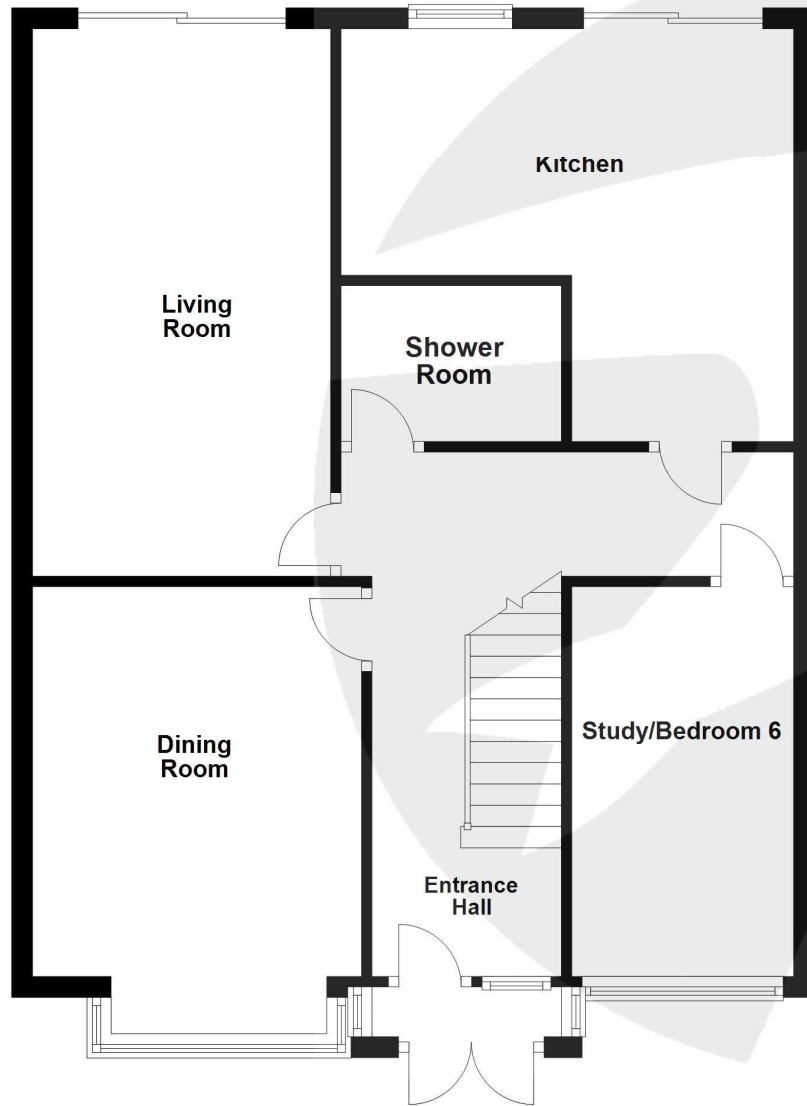 Kitchen
Living
Room
Shower
Room
Dining
Room
Study/Bedroom 6
Entrance
Hall